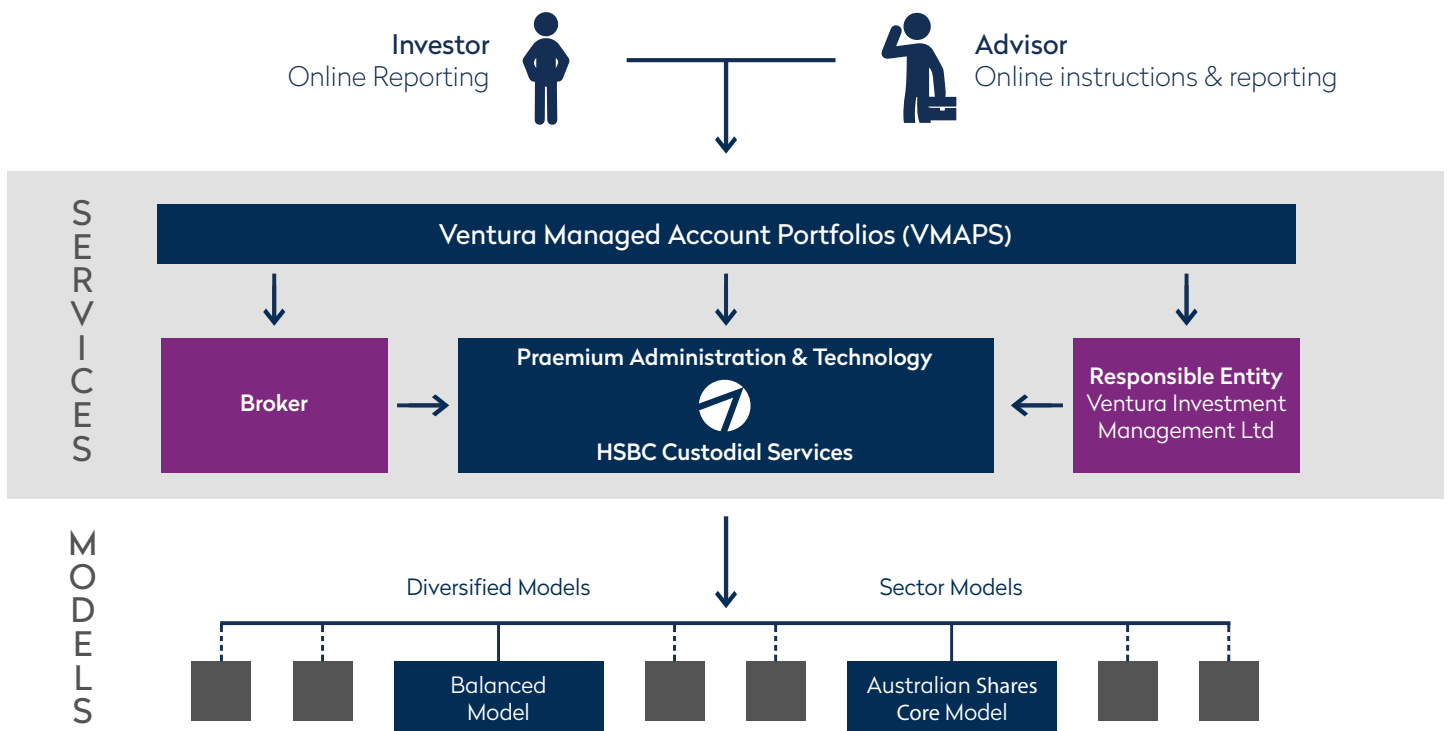 Investor
Online Reporting
Advisor
Online instructions & reporting
SERVICES
Ventura Managed Account Portfolios (VMAPS)
Broker
Praemium Administration & Technology
HSBC Custodial Services
Responsible Entity
Ventura Investment
Management Ltd
MODELS
Diversified Models
Sector Models
Balanced
Model
Australian Shares
Core Model